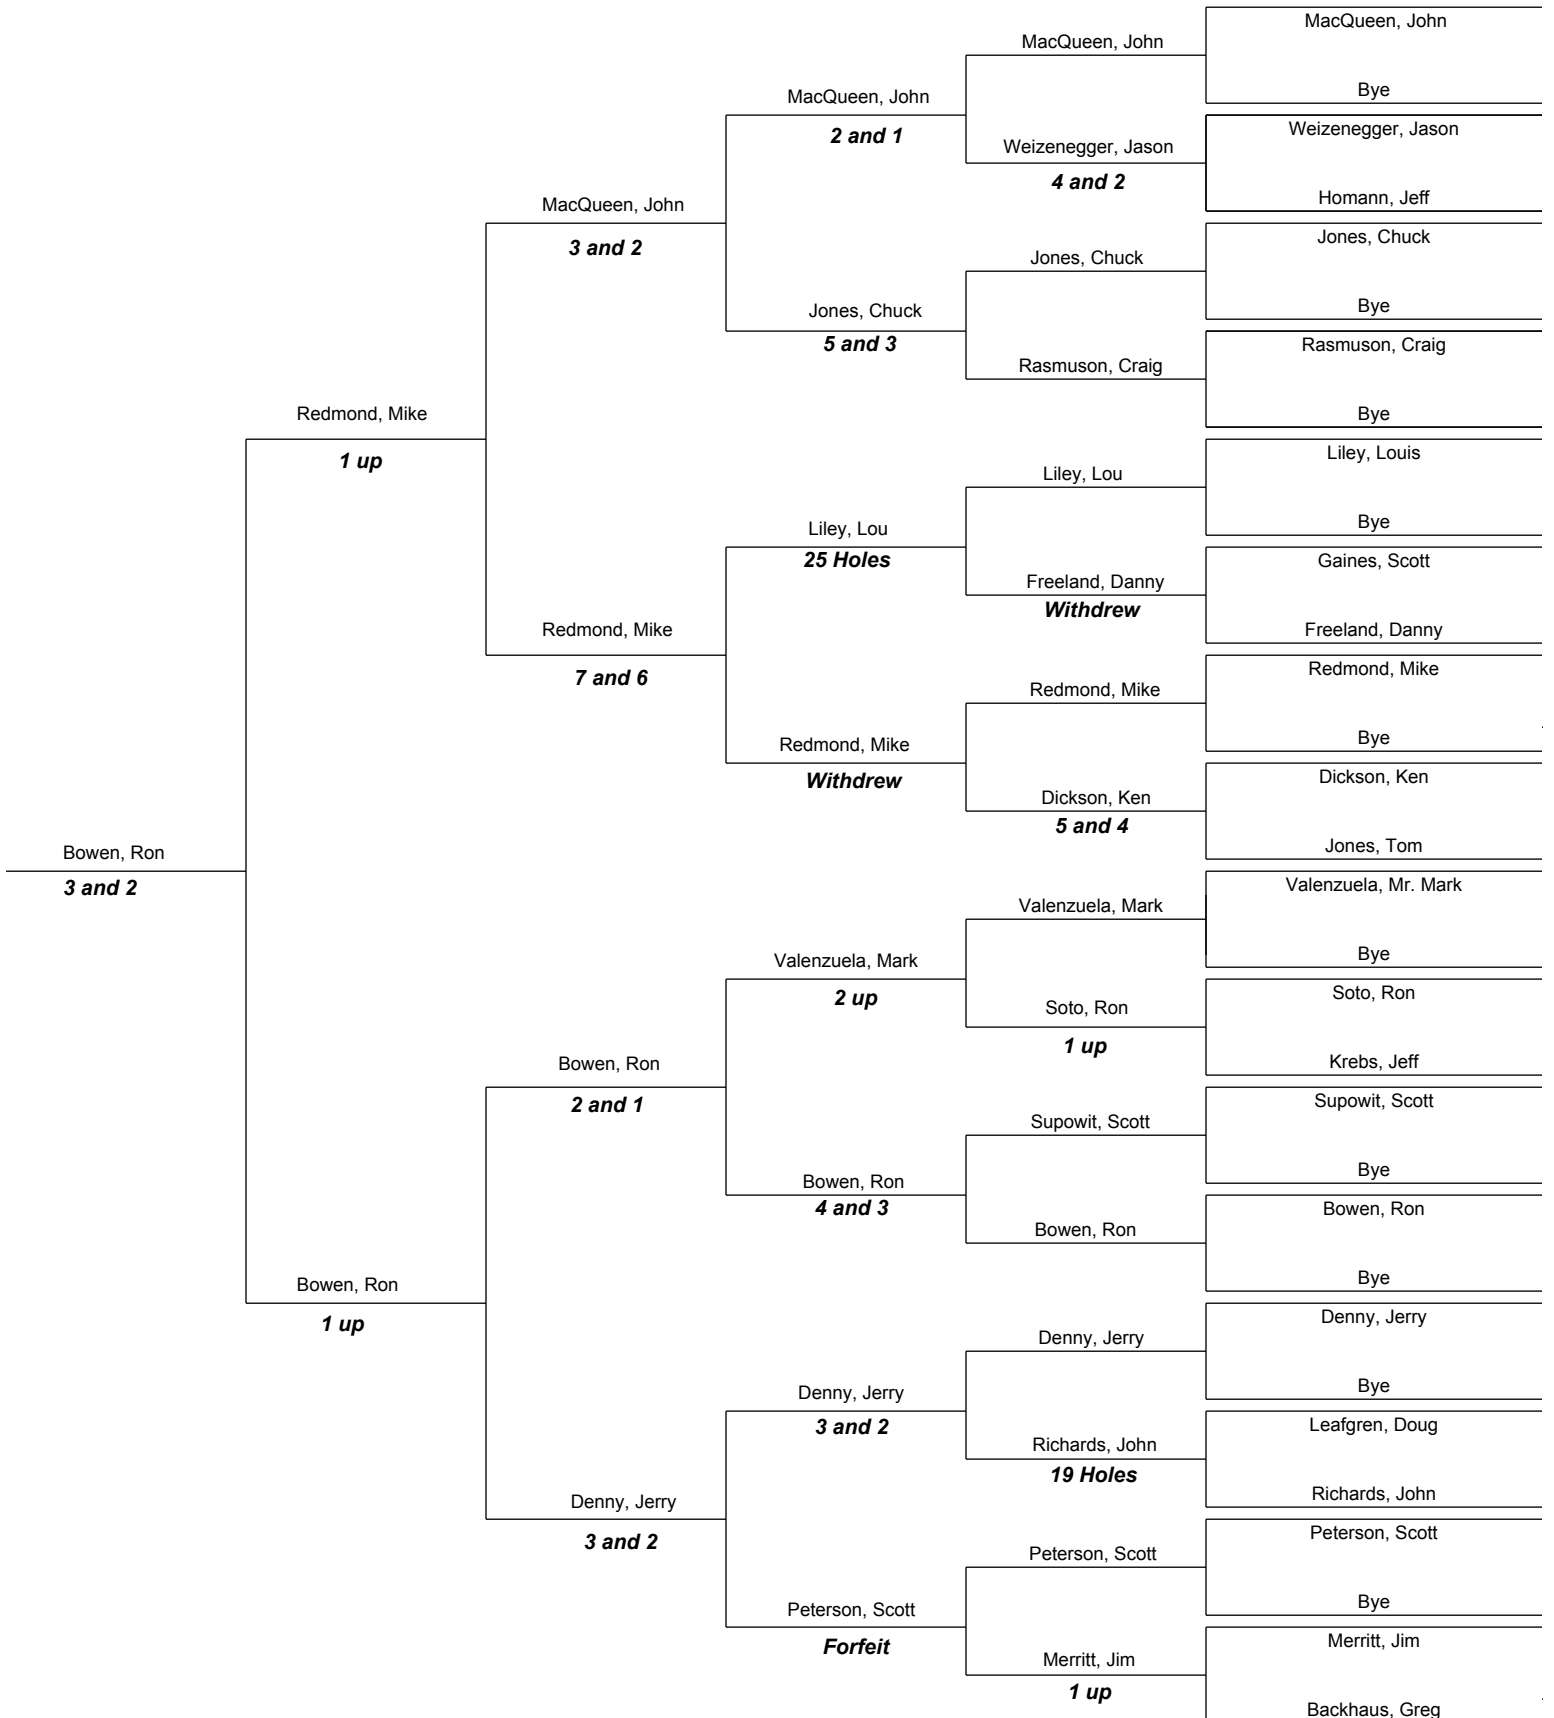 MacQueen, John
MacQueen, John
MacQueen, John
Bye
2 and 1
Weizenegger, Jason
Weizenegger, Jason
4 and 2
MacQueen, John
Homann, Jeff
3 and 2
Jones, Chuck
Jones, Chuck
Jones, Chuck
Bye
5 and 3
Rasmuson, Craig
Rasmuson, Craig
Redmond, Mike
Bye
1 up
Liley, Louis
Liley, Lou
Liley, Lou
Bye
25 Holes
Gaines, Scott
Freeland, Danny
Withdrew
Redmond, Mike
Freeland, Danny
7 and 6
Redmond, Mike
Redmond, Mike
Redmond, Mike
Bye
Withdrew
Dickson, Ken
Dickson, Ken
5 and 4
Bowen, Ron
Jones, Tom
3 and 2
Valenzuela, Mr. Mark
Valenzuela, Mark
Valenzuela, Mark
Bye
2 up
Soto, Ron
Soto, Ron
1 up
Bowen, Ron
Krebs, Jeff
2 and 1
Supowit, Scott
Supowit, Scott
Bowen, Ron
Bye
4 and 3
Bowen, Ron
Bowen, Ron
Bowen, Ron
Bye
1 up
Denny, Jerry
Denny, Jerry
Denny, Jerry
Bye
3 and 2
Leafgren, Doug
Richards, John
19 Holes
Denny, Jerry
Richards, John
3 and 2
Peterson, Scott
Peterson, Scott
Peterson, Scott
Bye
Forfeit
Merritt, Jim
Merritt, Jim
1 up
Backhaus, Greg